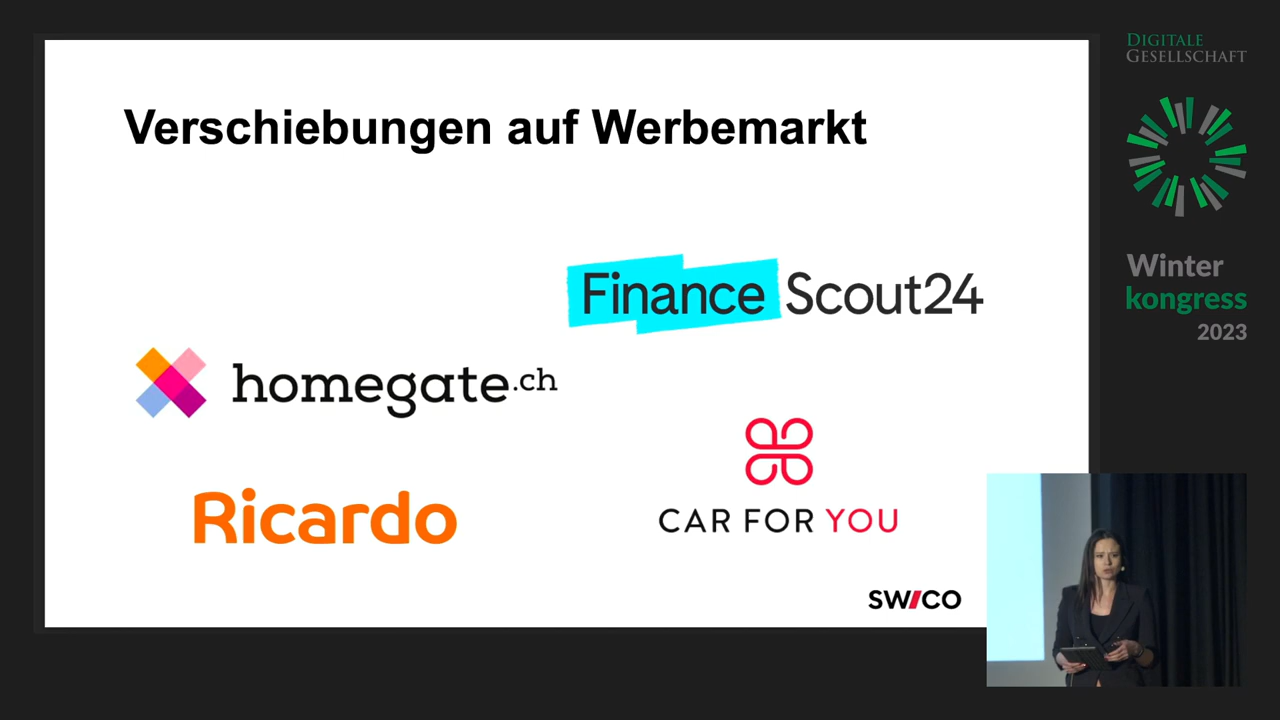 Verschiebungen auf Werbemarkt
Finance Scout24
homegate.ch
Ricardo
CAR FOR YOU
SWICO
DIGITALE
GESELLSCHAFT
Winter
kongress
2023